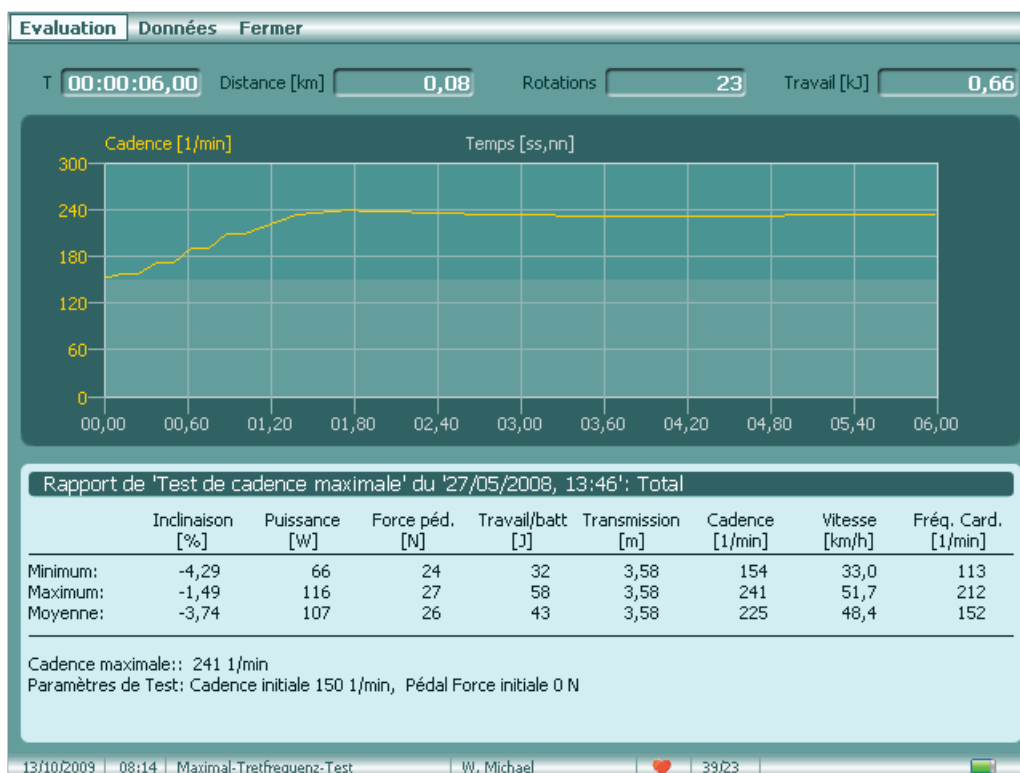 Evaluation Données Fermer
T 00:00:06,00 Distance [km] 0,08 Rotations 23 Travail [kJ] 0,66
Cadence [1/min] Temps [ss,nn]
300
240
180
120
60
0
00,00 00,60 01,20 01,80 02,40 03,00 03,60 04,20 04,80 05,40 06,00
Rapport de 'Test de cadence maximale' du '27/05/2008, 13:46': Total
Inclinaison Puissance Force péd. Travail/batt Transmission Cadence Vitesse Fréq. Card.
[%] [W] [N] [J] [m] [1/min] [km/h] [1/min]
Minimum: -4,29 66 24 32 3,58 154 33,0 113
Maximum: -1,49 116 27 58 3,58 241 51,7 212
Moyenne: -3,74 107 26 43 3,58 225 48,4 152
Cadence maximale:: 241 1/min
Paramètres de Test: Cadence initiale 150 1/min, Pédal Force initiale 0 N
13/10/2009 08:14 Maximal-Tretfrequenz-Test W. Michael 39/23